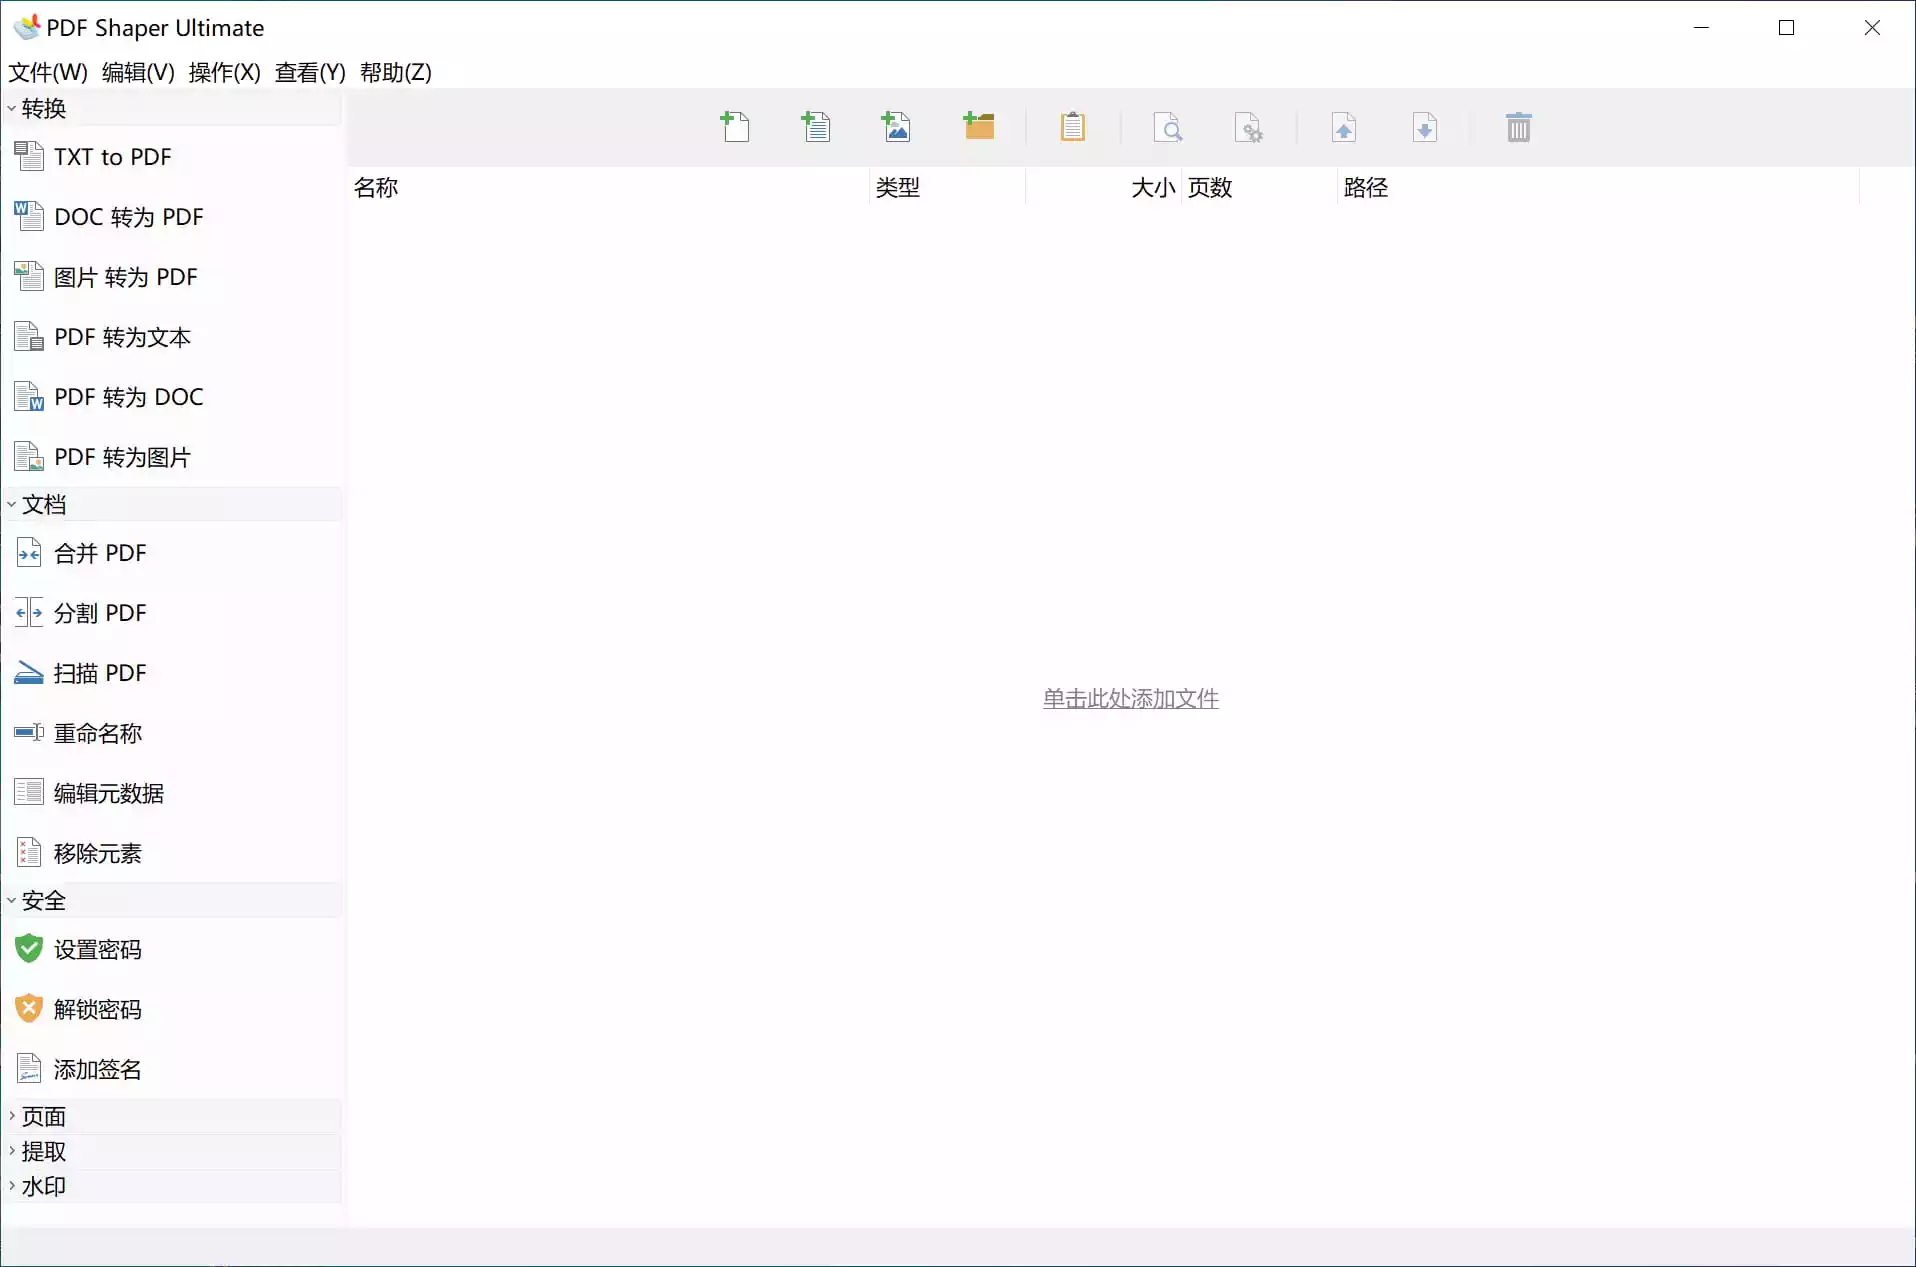 PDF Shaper Ultimate
文件(W) 编辑(V) 操作(X) 查看(Y) 帮助(Z)
转换
TXT to PDF
DOC 转为 PDF
图片 转为 PDF
PDF 转为文本
PDF 转为 DOC
PDF 转为图片
文档
合并 PDF
分割 PDF
扫描 PDF
重命名称
编辑元数据
移除元素
安全
设置密码
解锁密码
添加签名
页面
提取
水印
名称 类型 大小 页数 路径
单击此处添加文件